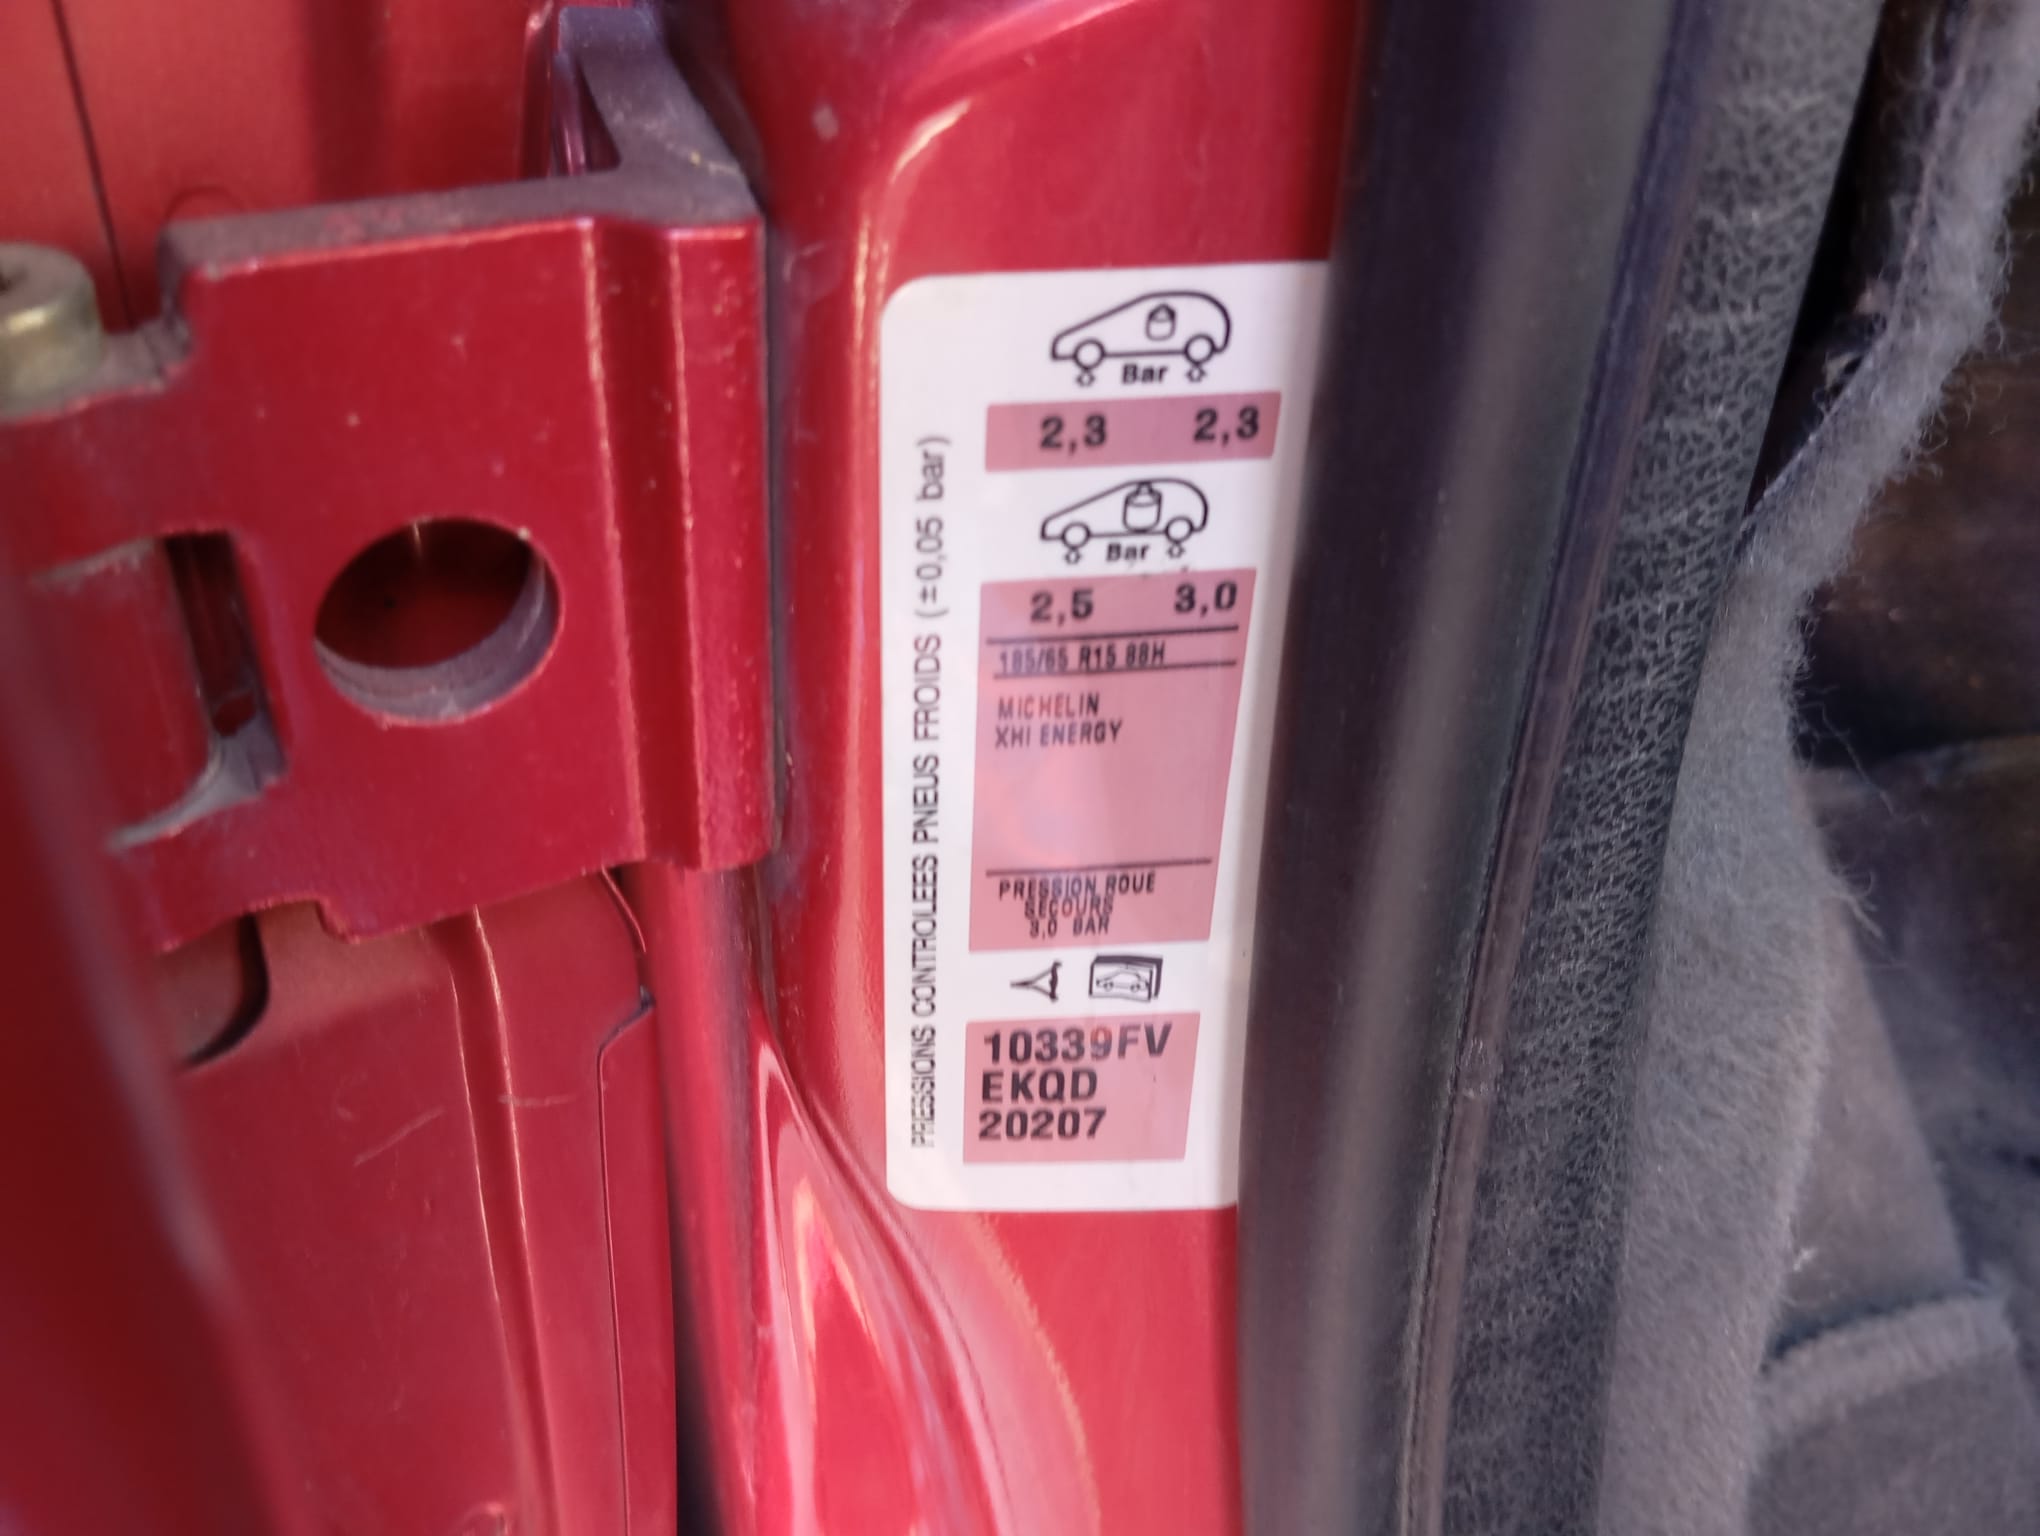 Bar
2,3 2,3
Bar
2,5 3,0
185/65 R15 88H
MICHELIN
XHI ENERGY
PRESSION ROUE
SECOURS
3,0 BAR
10339FV
EKQD
20207
PRESSIONS CONTROLEES PNEUS FROIDS (±0,05 bar)